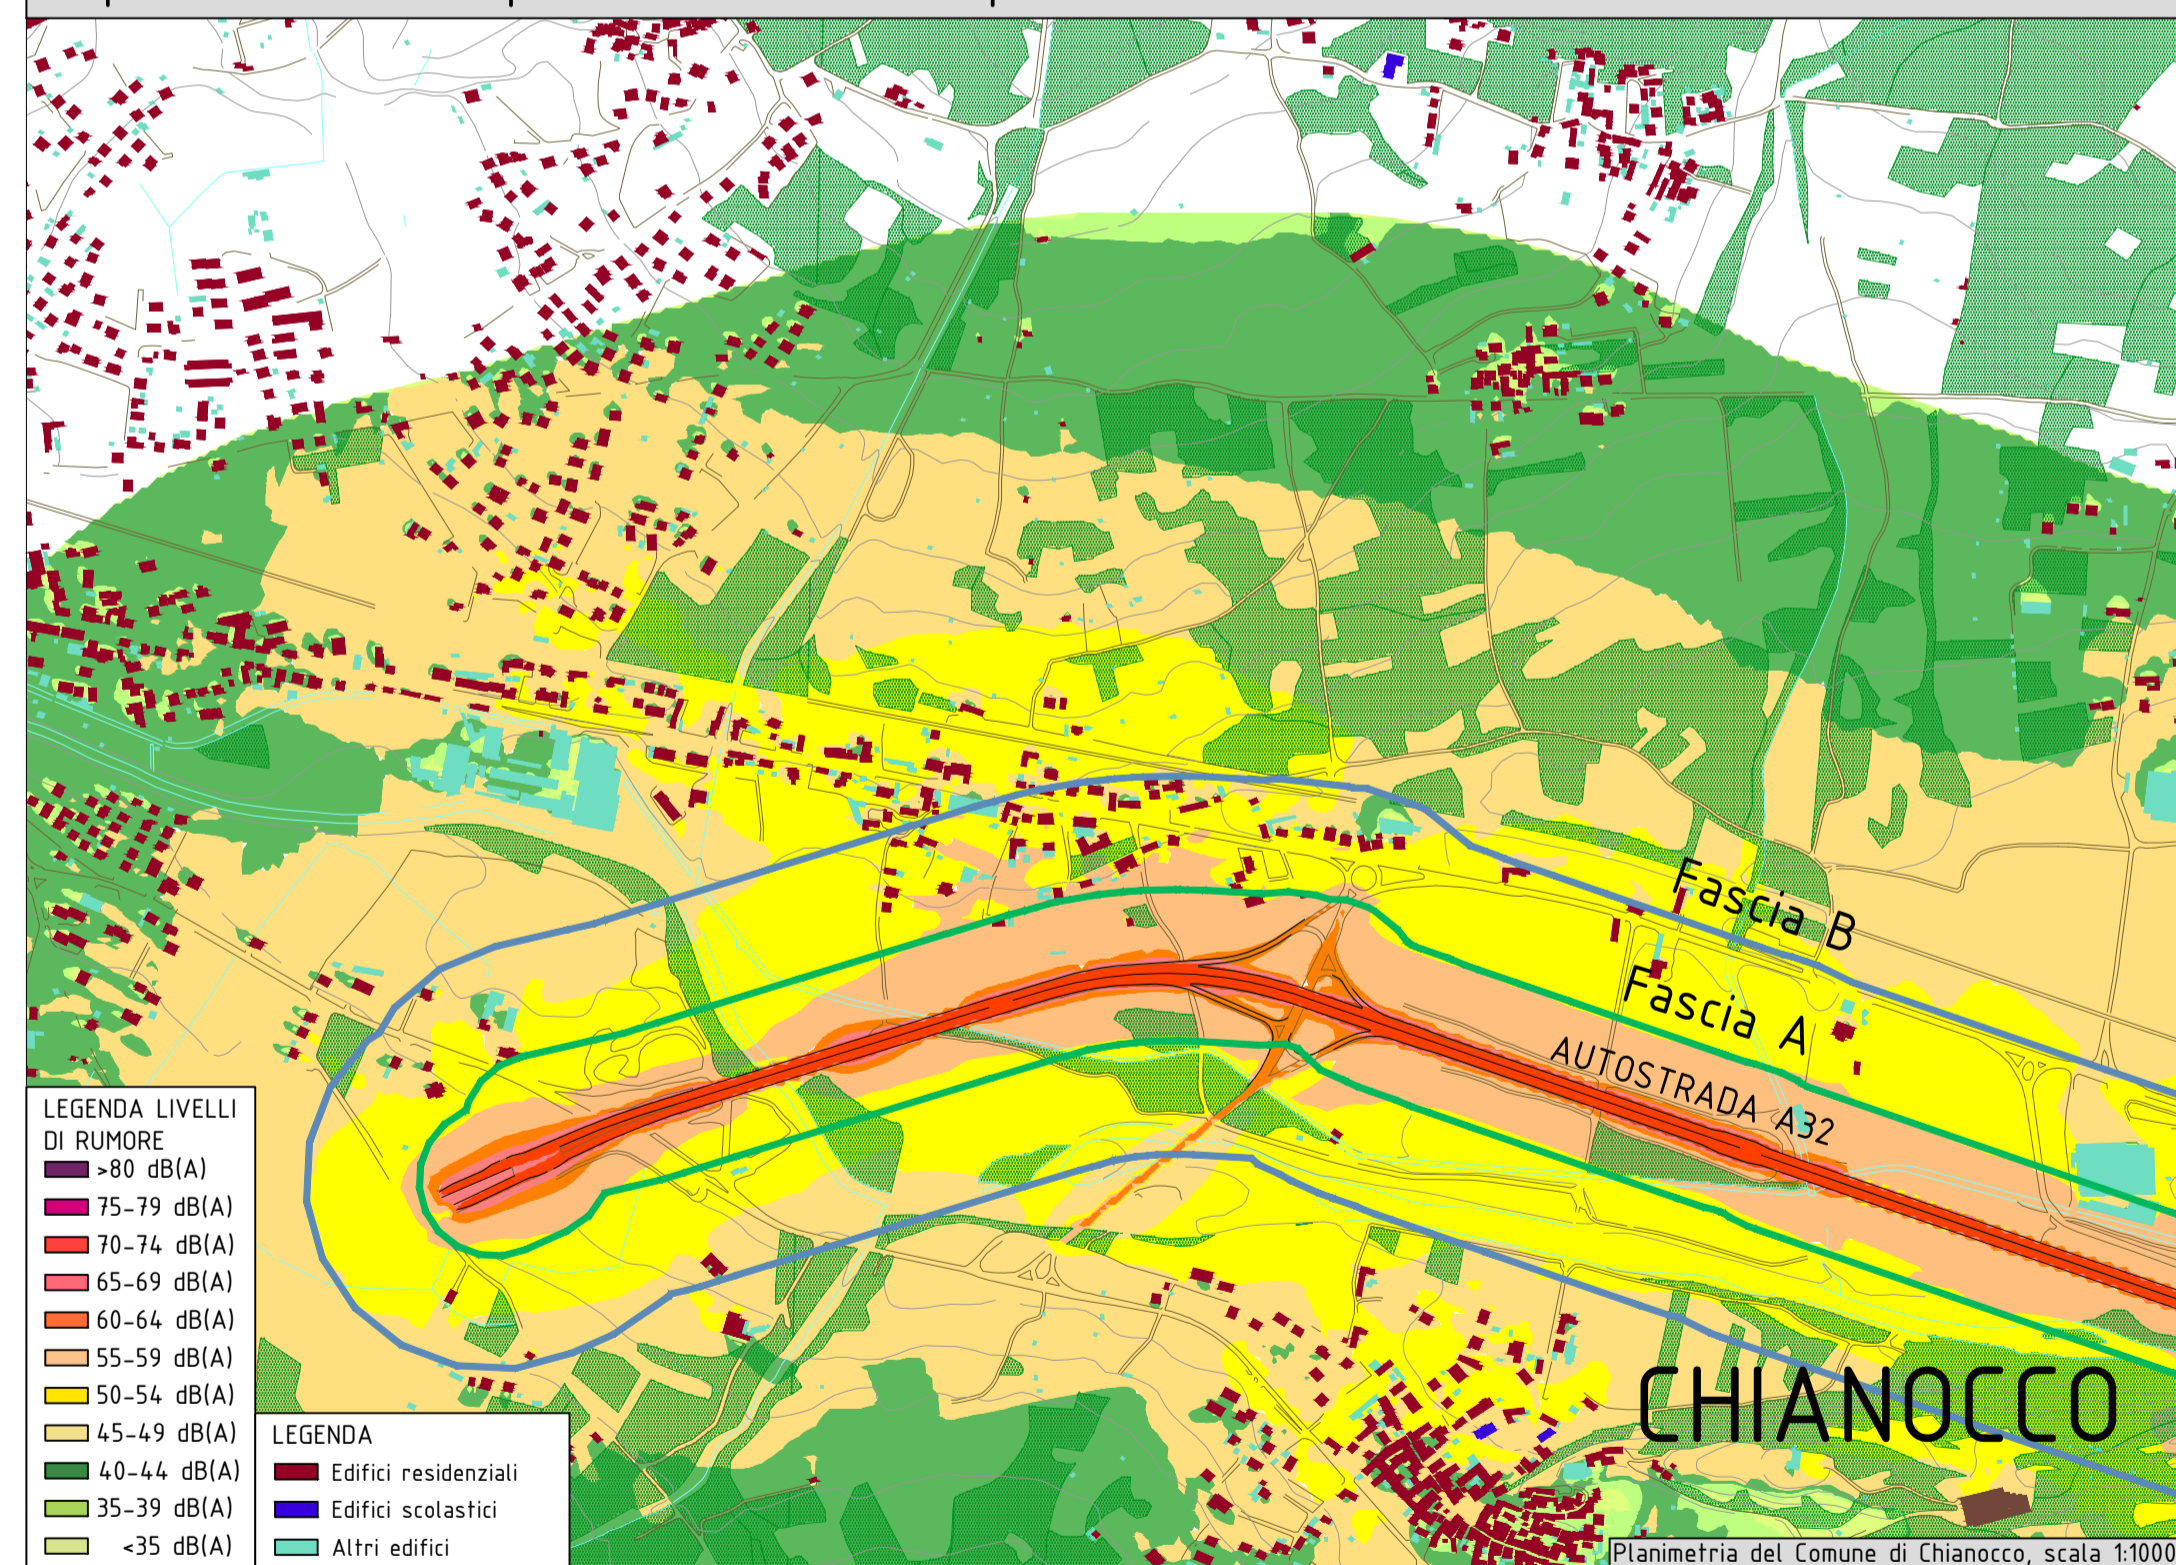 Fascia B
Fascia A
AUTOSTRADA A32
CHIANOCCO
LEGENDA LIVELLI
DI RUMORE
>80 dB(A)
75-79 dB(A)
70-74 dB(A)
65-69 dB(A)
60-64 dB(A)
55-59 dB(A)
50-54 dB(A)
45-49 dB(A)
40-44 dB(A)
35-39 dB(A)
<35 dB(A)
LEGENDA
Edifici residenziali
Edifici scolastici
Altri edifici
Planimetria del Comune di Chianocco, scala 1:1000